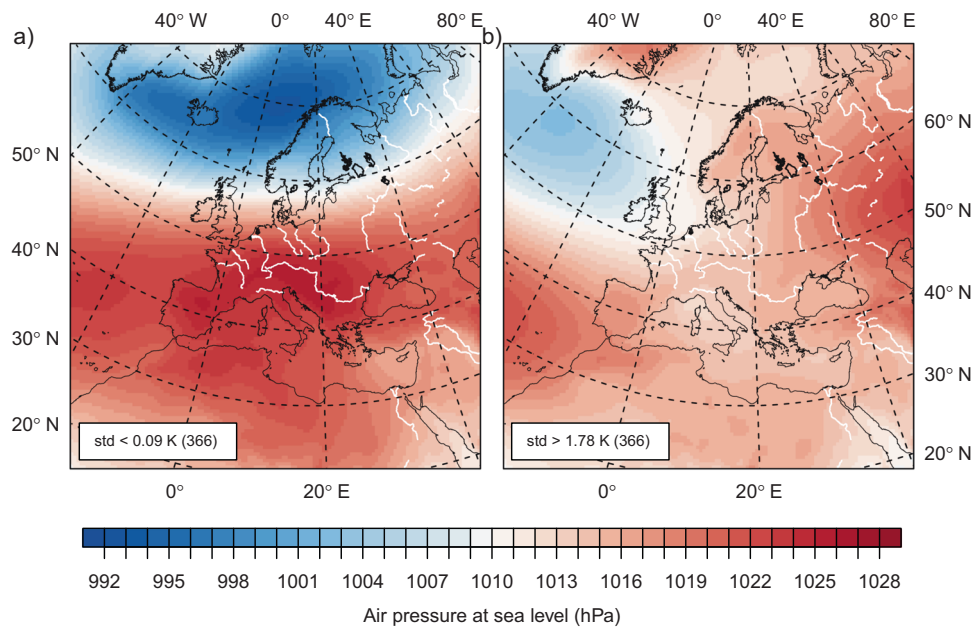 40° W 0° 40° E 80° E 40° W 0° 40° E 80° E
a) b)
50° N
40° N
30° N
20° N
60° N
50° N
40° N
30° N
20° N
std < 0.09 K (366)
std > 1.78 K (366)
0° 20° E 0° 20° E
992 995 998 1001 1004 1007 1010 1013 1016 1019 1022 1025 1028
Air pressure at sea level (hPa)